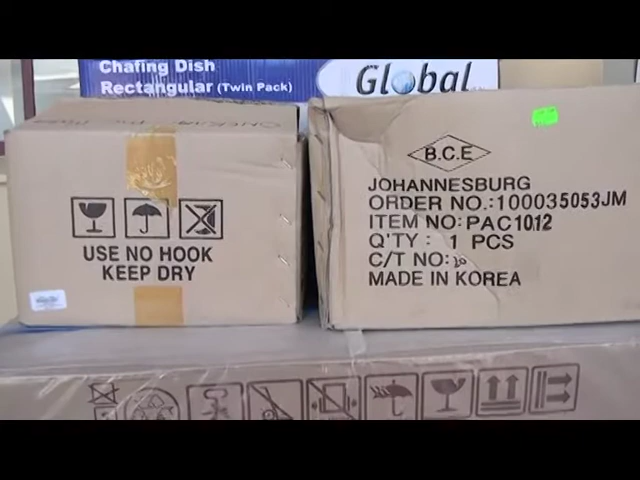 Chafing Dish
Rectangular (Twin Pack)
Global
USE NO HOOK
KEEP DRY
B.C.E
JOHANNESBURG
ORDER NO.:100035053JM
ITEM NO:PAC1012
Q'TY : 1 PCS
C/T NO:
MADE IN KOREA